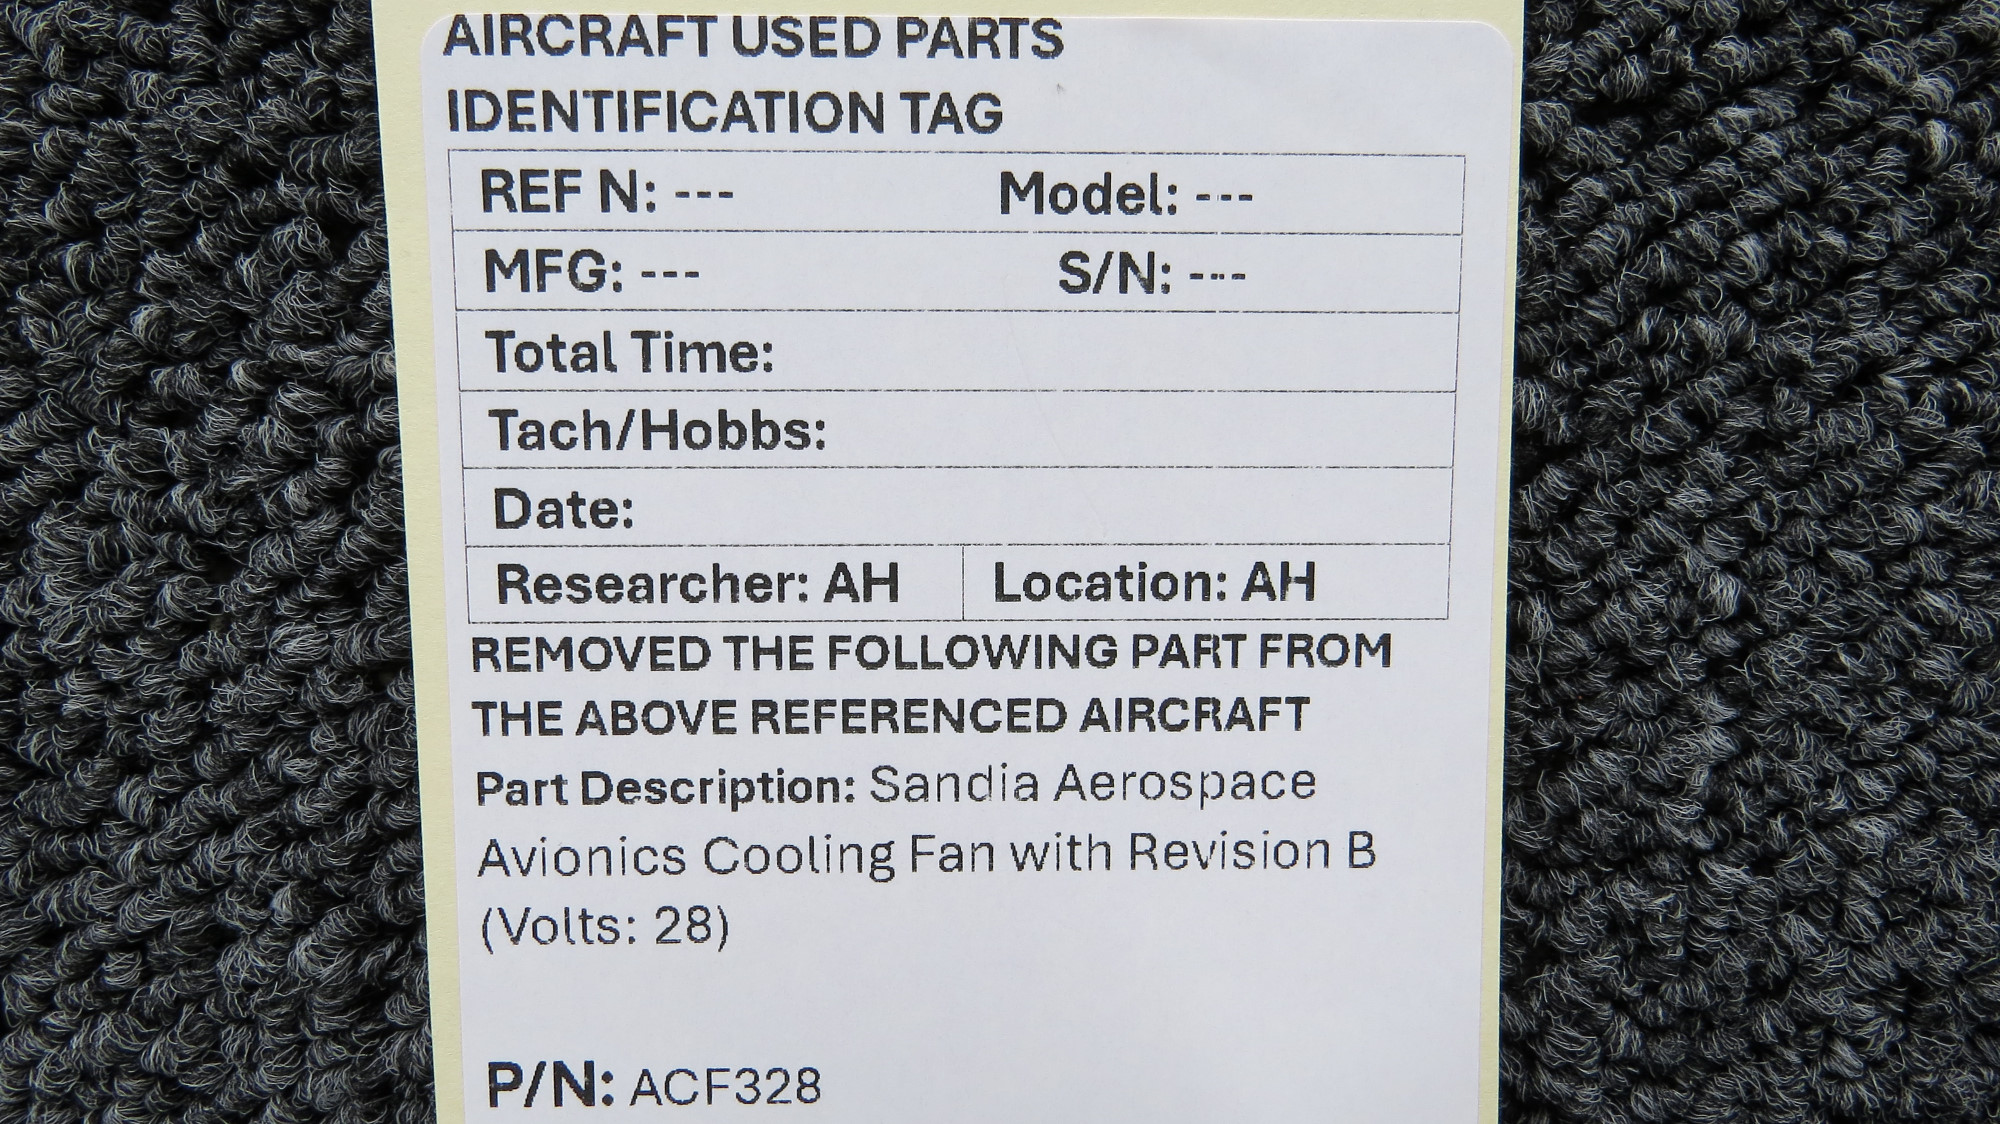 AIRCRAFT USED PARTS
IDENTIFICATION TAG
REF N: --- Model: ---
MFG: --- S/N: ---
Total Time:
Tach/Hobbs:
Date:
Researcher: AH Location: AH
REMOVED THE FOLLOWING PART FROM
THE ABOVE REFERENCED AIRCRAFT
Part Description: Sandia Aerospace
Avionics Cooling Fan with Revision B
(Volts: 28)
P/N: ACF328